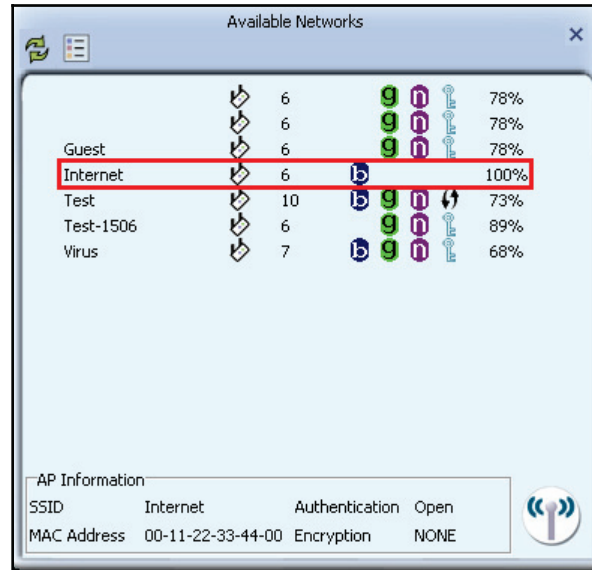 Available Networks
6 g n 78%
6 g n 78%
Guest 6 g n 78%
Internet 6 b 100%
Test 10 b g n 73%
Test-1506 6 g n 89%
Virus 7 b g n 68%
AP Information
SSID Internet Authentication Open
MAC Address 00-11-22-33-44-00 Encryption NONE